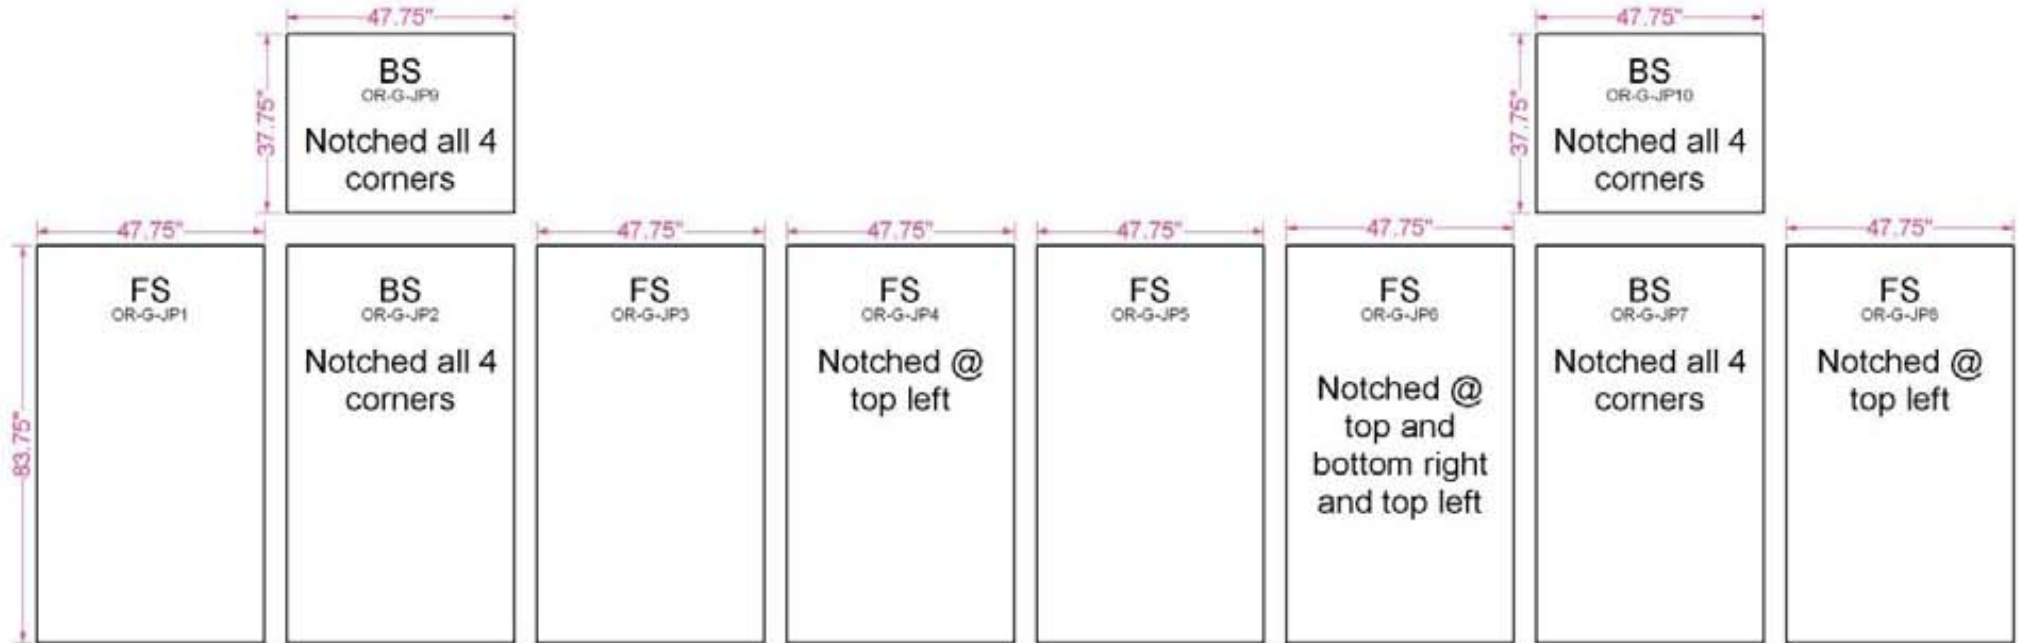 47.75"
47.75"
37.75"
BS
OR-G-JP9
Notched all 4
corners
37.75"
BS
OR-G-JP10
Notched all 4
corners
47.75"
47.75"
47.75"
47.75"
47.75"
47.75"
83.75"
FS
OR-G-JP1
BS
OR-G-JP2
Notched all 4
corners
FS
OR-G-JP3
FS
OR-G-JP4
Notched @
top left
FS
OR-G-JP5
FS
OR-G-JP6
Notched @
top and
bottom right
and top left
BS
OR-G-JP7
Notched all 4
corners
FS
OR-G-JP8
Notched @
top left